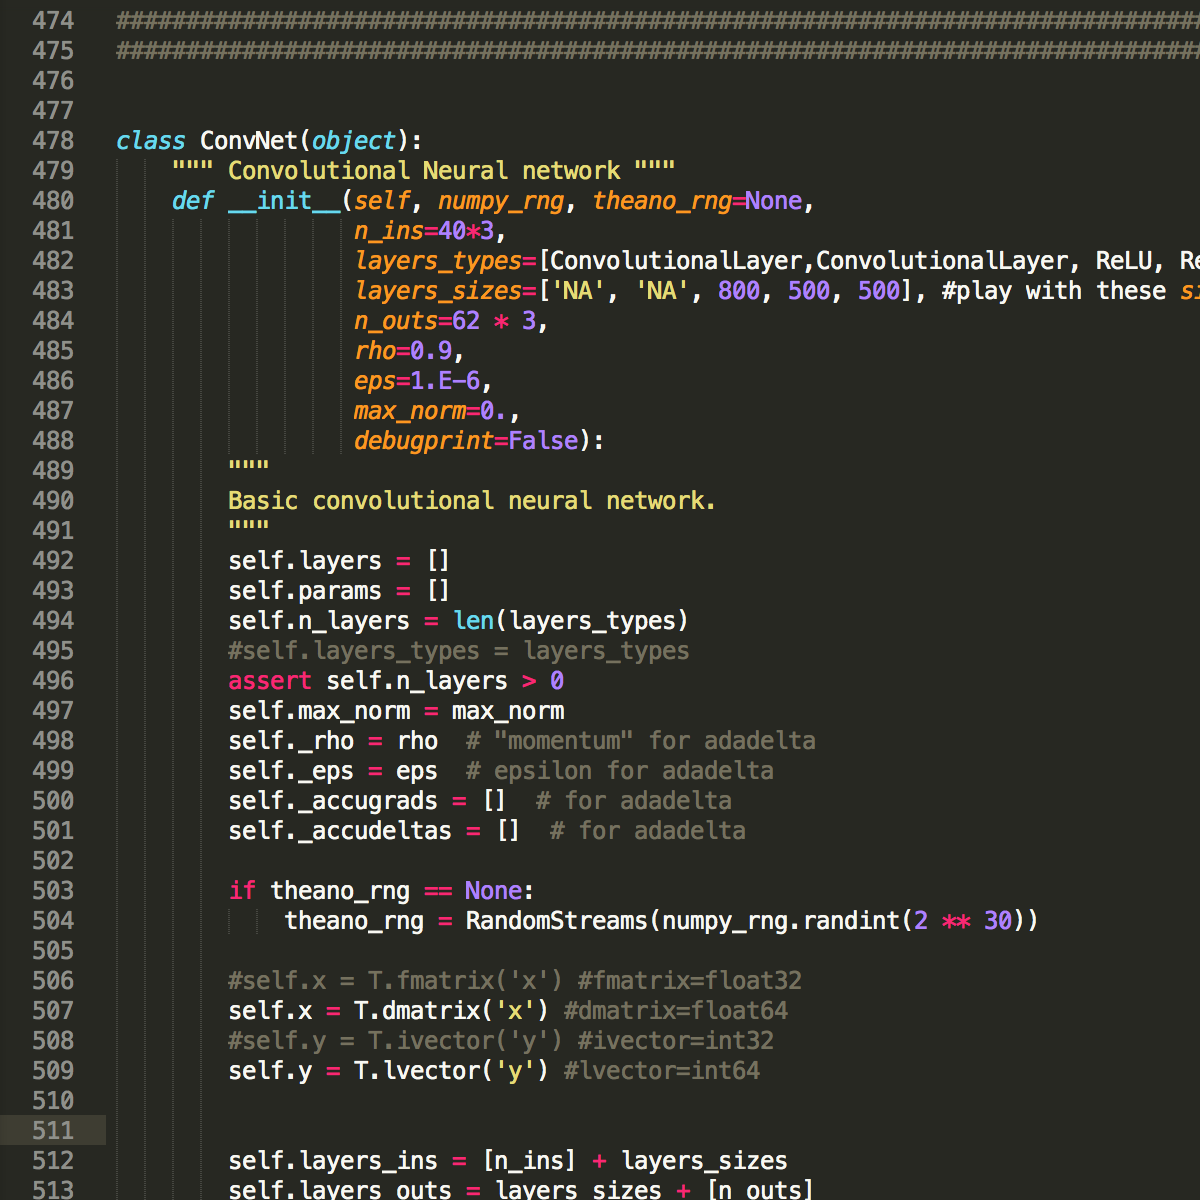 474 ##############################################################################
475 ##############################################################################
476
477
478 class ConvNet(object):
479     """ Convolutional Neural network """
480     def __init__(self, numpy_rng, theano_rng=None,
481                  n_ins=40*3,
482                  layers_types=[ConvolutionalLayer,ConvolutionalLayer, ReLU, Re
483                  layers_sizes=['NA', 'NA', 800, 500, 500], #play with these si
484                  n_outs=62 * 3,
485                  rho=0.9,
486                  eps=1.E-6,
487                  max_norm=0.,
488                  debugprint=False):
489         """
490         Basic convolutional neural network.
491         """
492         self.layers = []
493         self.params = []
494         self.n_layers = len(layers_types)
495         #self.layers_types = layers_types
496         assert self.n_layers > 0
497         self.max_norm = max_norm
498         self._rho = rho  # "momentum" for adadelta
499         self._eps = eps  # epsilon for adadelta
500         self._accugrads = []  # for adadelta
501         self._accudeltas = []  # for adadelta
502
503         if theano_rng == None:
504             theano_rng = RandomStreams(numpy_rng.randint(2 ** 30))
505
506         #self.x = T.fmatrix('x') #fmatrix=float32
507         self.x = T.dmatrix('x') #dmatrix=float64
508         #self.y = T.ivector('y') #ivector=int32
509         self.y = T.lvector('y') #lvector=int64
510
511
512         self.layers_ins = [n_ins] + layers_sizes
513         self.layers_outs = layers_sizes + [n_outs]